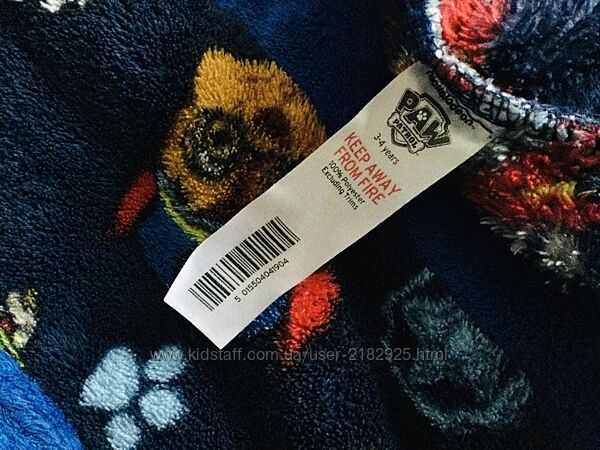 PAW
PATROL
3-4 years
KEEP AWAY
FROM FIRE
100% Polyester
Excluding Trims
5 015504041904
www.kidstaff.com.ua/user-2182925.html